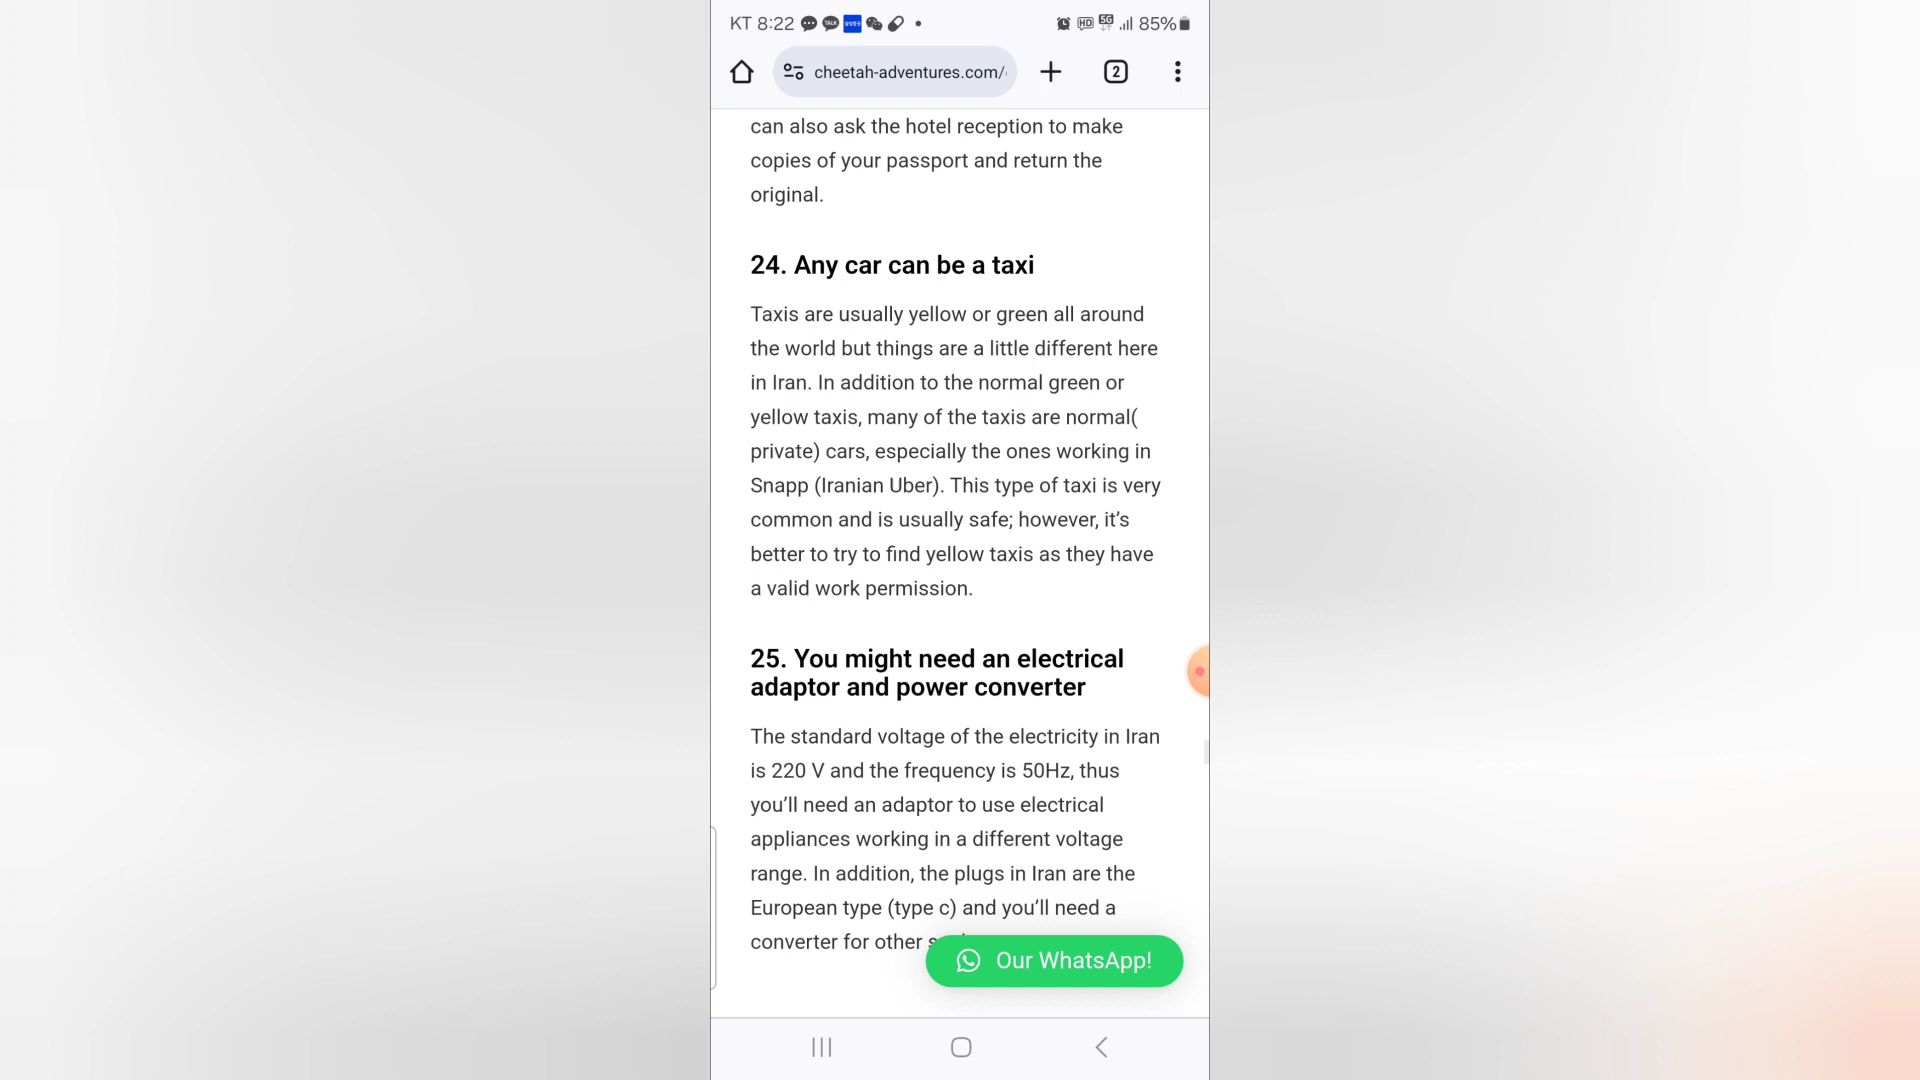 KT 8:22 TALK HD 5G 85%
cheetah-adventures.com/ 2
can also ask the hotel reception to make
copies of your passport and return the
original.
24. Any car can be a taxi
Taxis are usually yellow or green all around
the world but things are a little different here
in Iran. In addition to the normal green or
yellow taxis, many of the taxis are normal(
private) cars, especially the ones working in
Snapp (Iranian Uber). This type of taxi is very
common and is usually safe; however, it’s
better to try to find yellow taxis as they have
a valid work permission.
25. You might need an electrical
adaptor and power converter
The standard voltage of the electricity in Iran
is 220 V and the frequency is 50Hz, thus
you’ll need an adaptor to use electrical
appliances working in a different voltage
range. In addition, the plugs in Iran are the
European type (type c) and you’ll need a
converter for other
Our WhatsApp!